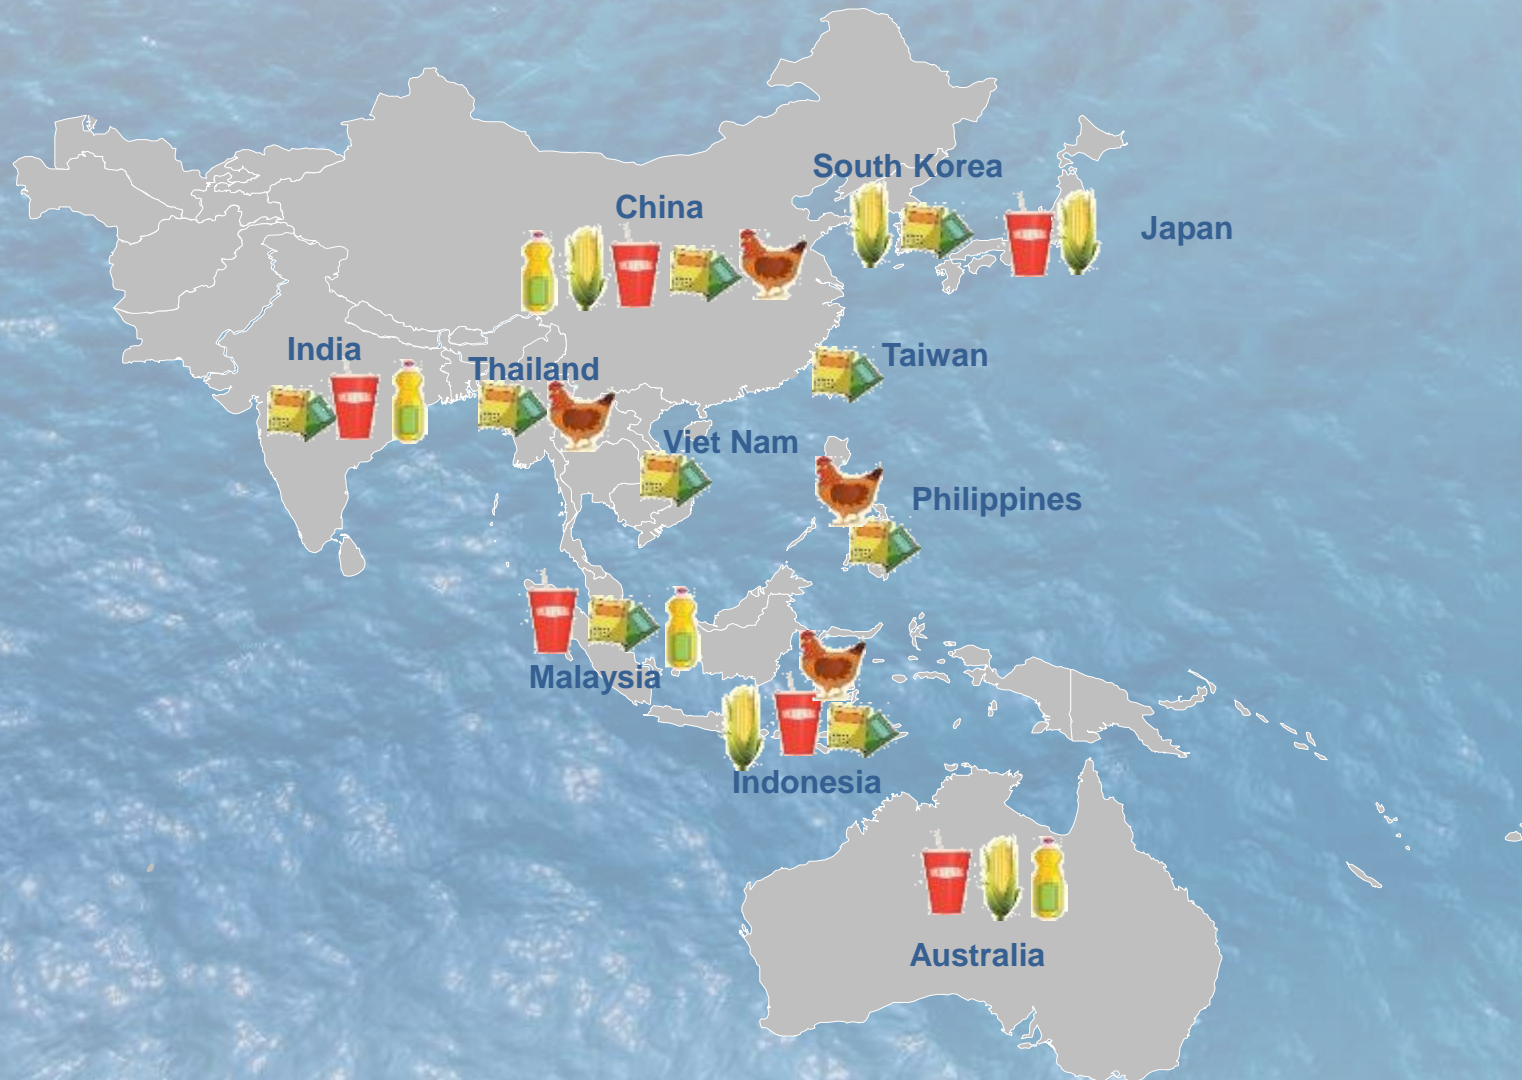 South Korea
China
Japan
India
Taiwan
Thailand
Viet Nam
Philippines
Malaysia
Indonesia
Australia